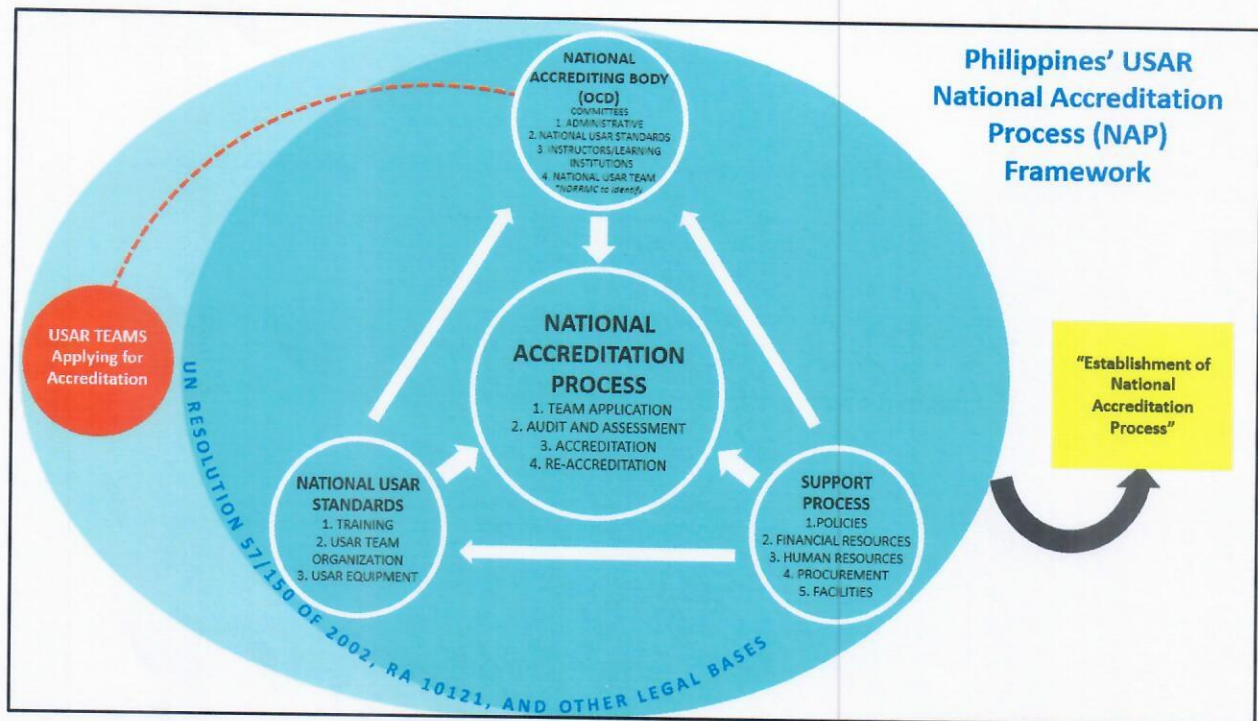 Philippines' USAR
National Accreditation
Process (NAP)
Framework
NATIONAL
ACCREDITING BODY
(OCD)
COMMITTEES
1. ADMINISTRATIVE
2. NATIONAL USAR STANDARDS
3. INSTRUCTORS/LEARNING
INSTITUTIONS
4. NATIONAL USAR TEAM
*NDRRMC to identify
USAR TEAMS
Applying for
Accreditation
NATIONAL
ACCREDITATION
PROCESS
1. TEAM APPLICATION
2. AUDIT AND ASSESSMENT
3. ACCREDITATION
4. RE-ACCREDITATION
"Establishment of
National
Accreditation
Process"
NATIONAL USAR
STANDARDS
1. TRAINING
2. USAR TEAM
ORGANIZATION
3. USAR EQUIPMENT
SUPPORT
PROCESS
1.POLICIES
2. FINANCIAL RESOURCES
3. HUMAN RESOURCES
4. PROCUREMENT
5. FACILITIES
UN RESOLUTION 57/150 OF 2002, RA 10121, AND OTHER LEGAL BASES